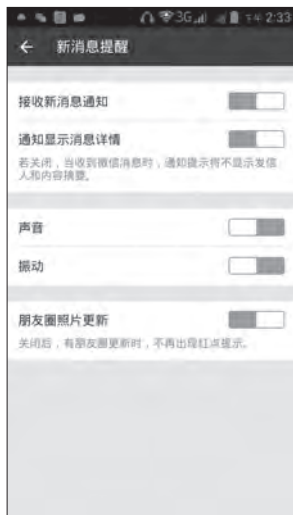 3G 下午 2:33
新消息提醒
接收新消息通知
通知显示消息详情
若关闭，当收到微信消息时，通知提示将不显示发信
人和内容摘要。
声音
振动
朋友圈照片更新
关闭后，有朋友圈更新时，不再出现红点提示。